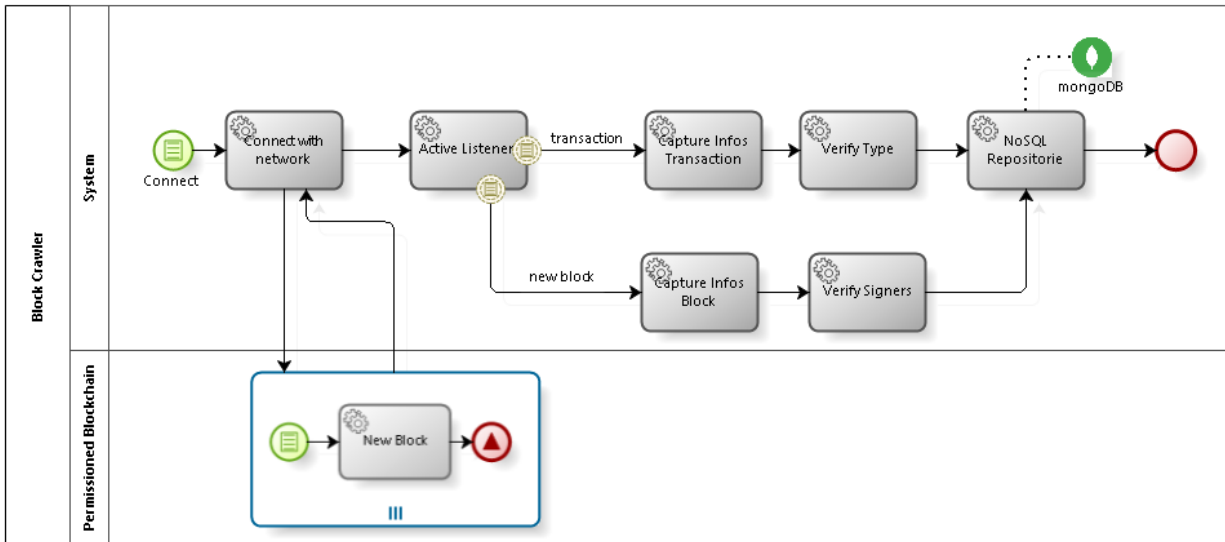 Block Crawler
System
Connect
Connect with
network
Active Listener
transaction
Capture Infos
Transaction
Verify Type
NoSQL
Repositorie
mongoDB
new block
Capture Infos
Block
Verify Signers
Permissioned Blockchain
New Block